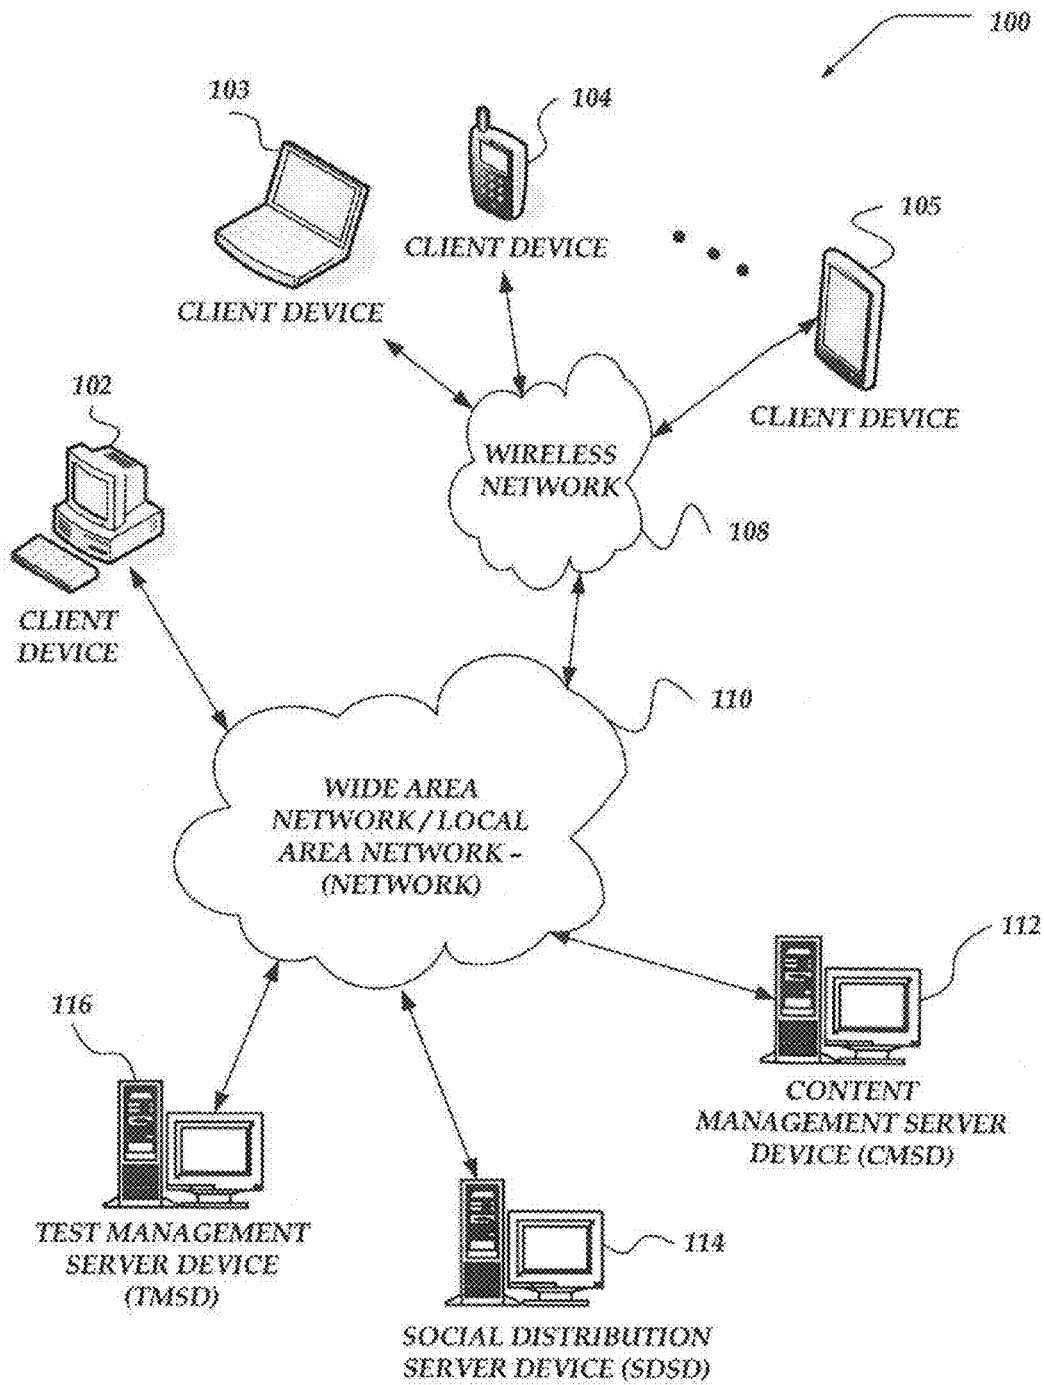 100
103
104
105
CLIENT DEVICE
CLIENT DEVICE
CLIENT DEVICE
102
WIRELESS
NETWORK
108
CLIENT
DEVICE
110
WIDE AREA
NETWORK / LOCAL
AREA NETWORK -
(NETWORK)
112
116
CONTENT
MANAGEMENT SERVER
DEVICE (CMSD)
TEST MANAGEMENT
SERVER DEVICE
(TMSD)
114
SOCIAL DISTRIBUTION
SERVER DEVICE (SDSD)